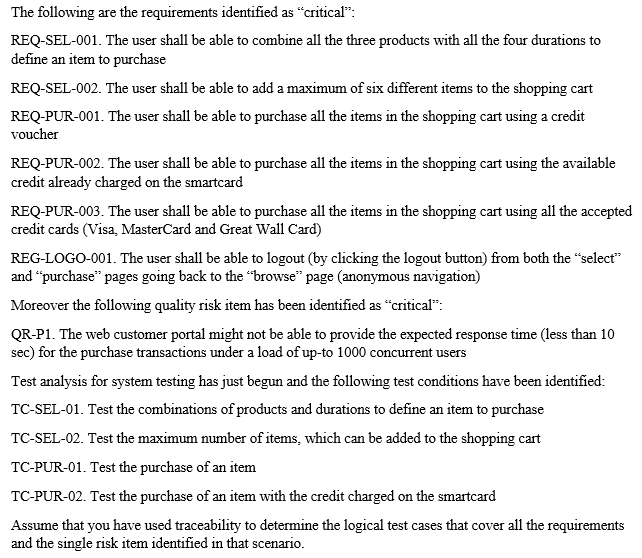 The following are the requirements identified as “critical”:
REQ-SEL-001. The user shall be able to combine all the three products with all the four durations to
define an item to purchase
REQ-SEL-002. The user shall be able to add a maximum of six different items to the shopping cart
REQ-PUR-001. The user shall be able to purchase all the items in the shopping cart using a credit
voucher
REQ-PUR-002. The user shall be able to purchase all the items in the shopping cart using the available
credit already charged on the smartcard
REQ-PUR-003. The user shall be able to purchase all the items in the shopping cart using all the accepted
credit cards (Visa, MasterCard and Great Wall Card)
REG-LOGO-001. The user shall be able to logout (by clicking the logout button) from both the “select”
and “purchase” pages going back to the “browse” page (anonymous navigation)
Moreover the following quality risk item has been identified as “critical”:
QR-P1. The web customer portal might not be able to provide the expected response time (less than 10
sec) for the purchase transactions under a load of up-to 1000 concurrent users
Test analysis for system testing has just begun and the following test conditions have been identified:
TC-SEL-01. Test the combinations of products and durations to define an item to purchase
TC-SEL-02. Test the maximum number of items, which can be added to the shopping cart
TC-PUR-01. Test the purchase of an item
TC-PUR-02. Test the purchase of an item with the credit charged on the smartcard
Assume that you have used traceability to determine the logical test cases that cover all the requirements
and the single risk item identified in that scenario.